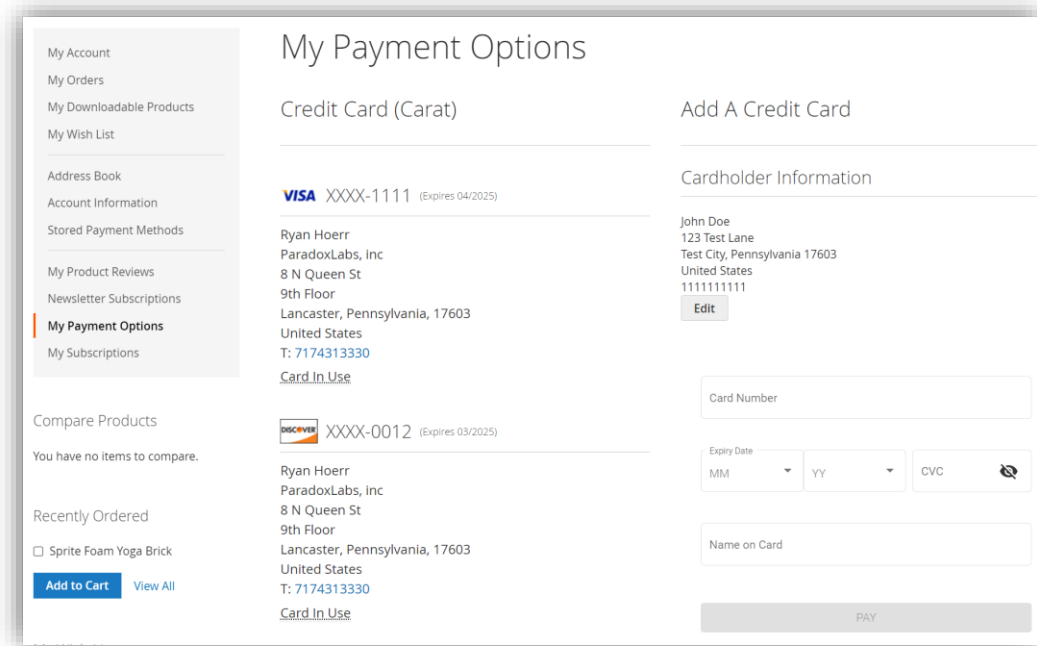 My Account
My Orders
My Downloadable Products
My Wish List
Address Book
Account Information
Stored Payment Methods
My Product Reviews
Newsletter Subscriptions
My Payment Options
My Subscriptions
Compare Products
You have no items to compare.
Recently Ordered
Sprite Foam Yoga Brick
Add to Cart
View All
My Payment Options
Credit Card (Carat)
VISA XXXX-1111 (Expires 04/2025)
Ryan Hoerr
ParadoxLabs, inc
8 N Queen St
9th Floor
Lancaster, Pennsylvania, 17603
United States
T: 7174313330
Card In Use
DISCOVER XXXX-0012 (Expires 03/2025)
Ryan Hoerr
ParadoxLabs, inc
8 N Queen St
9th Floor
Lancaster, Pennsylvania, 17603
United States
T: 7174313330
Card In Use
Add A Credit Card
Cardholder Information
John Doe
123 Test Lane
Test City, Pennsylvania 17603
United States
1111111111
Edit
Card Number
Expiry Date
MM
YY
CVC
Name on Card
PAY